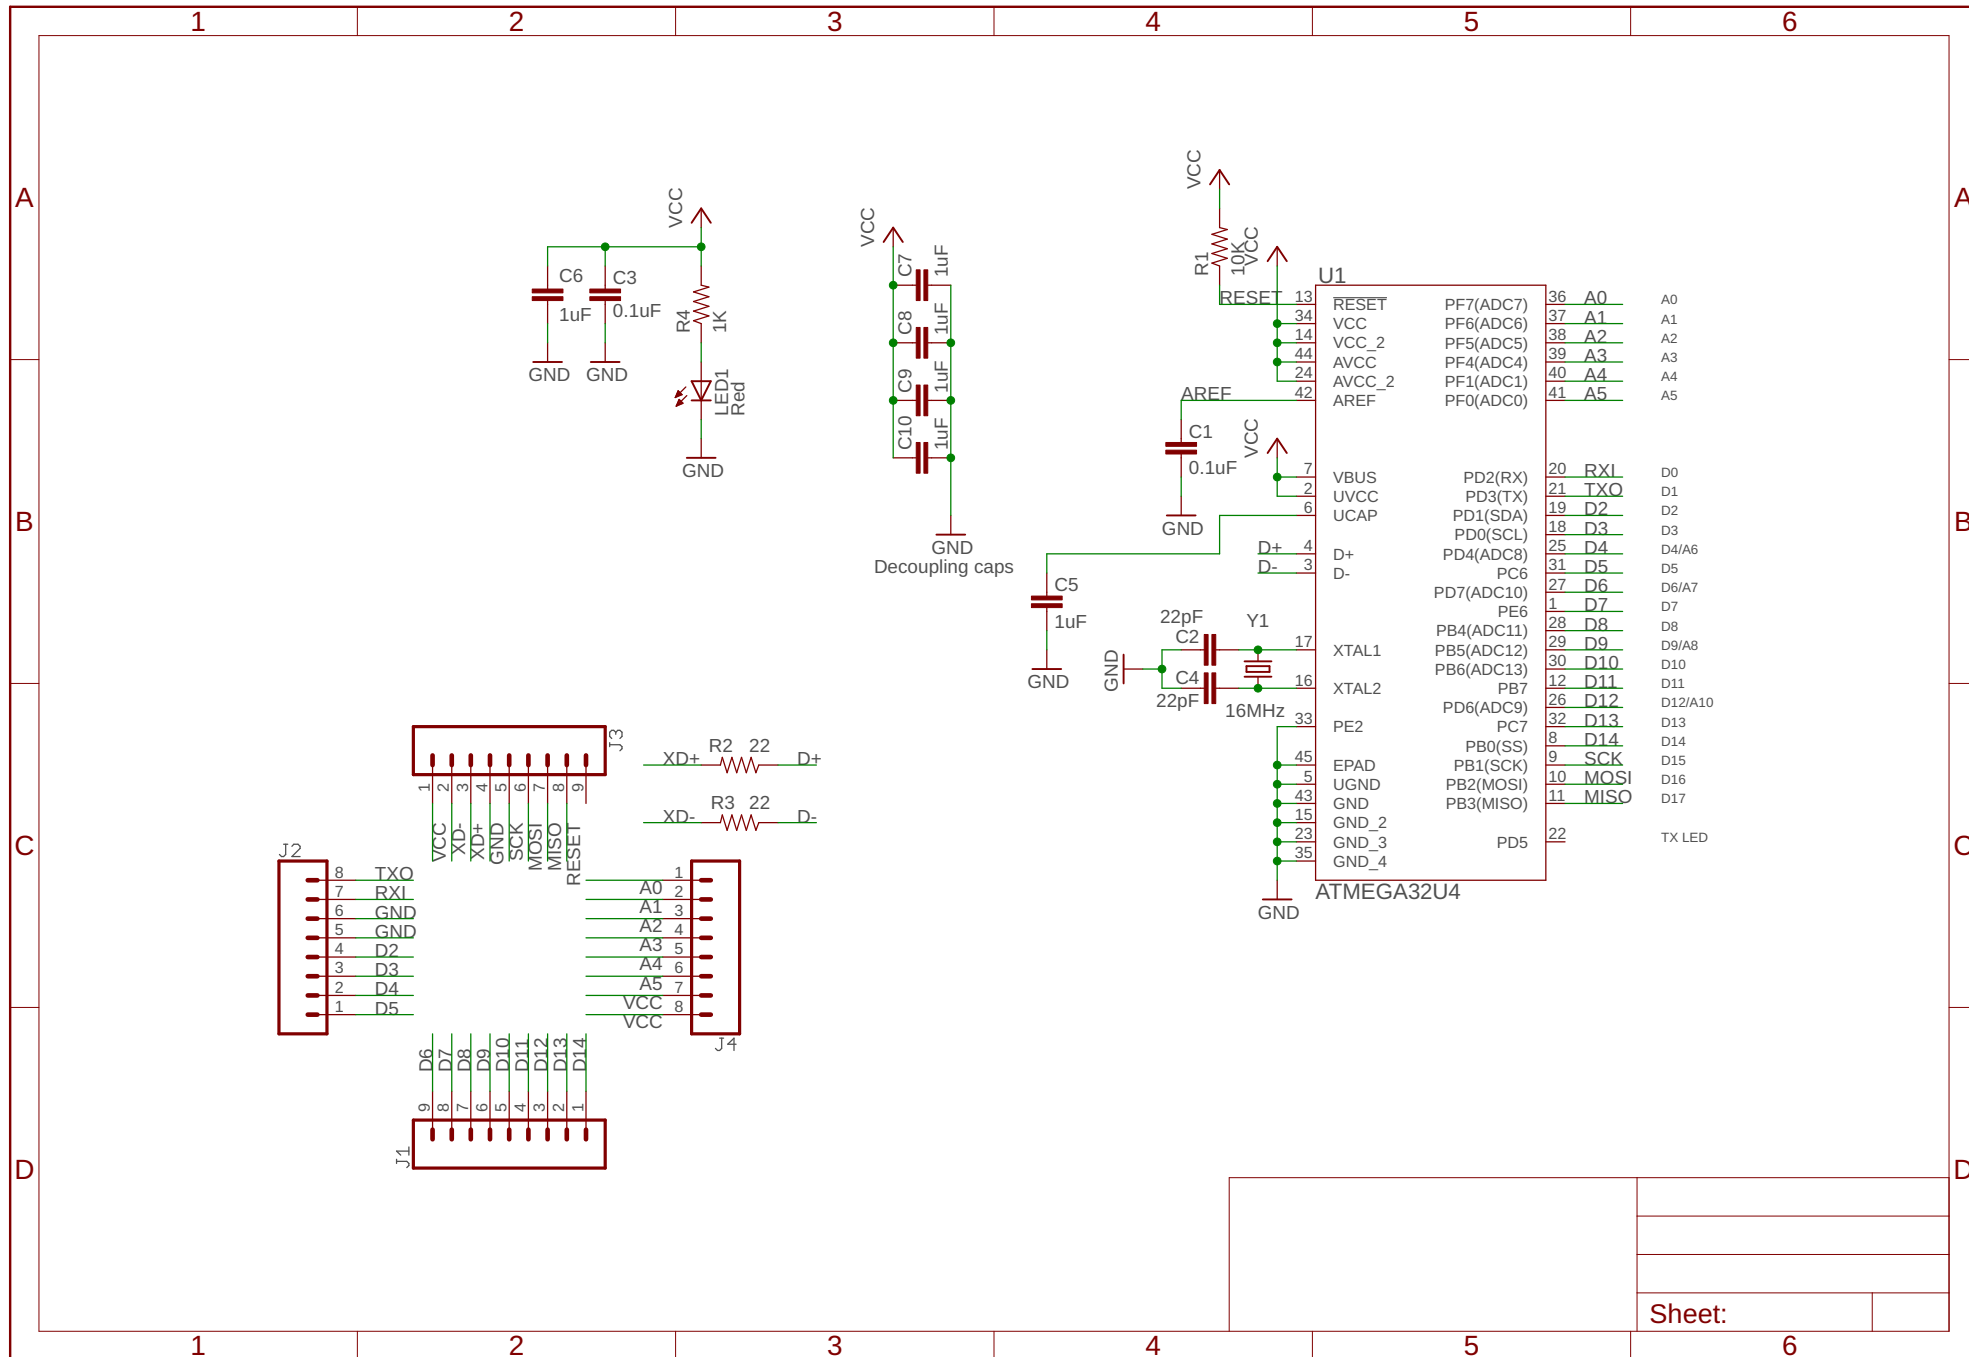 1 2 3 4 5 6
A A
B B
C C
D D
1 2 3 4 5 6
VCC
C6
1uF
GND
C3
0.1uF
GND
R4
1K
LED1
Red
GND
VCC
C7
1uF
C8
1uF
C9
1uF
C10
1uF
GND
Decoupling caps
VCC
R1
10K
VCC
RESET
AREF
C1
0.1uF
GND
VCC
C5
1uF
GND
D+
D-
22pF
C2
Y1
GND
C4
22pF
16MHz
GND
U1
13 RESET PF7(ADC7) 36 A0 A0
34 VCC PF6(ADC6) 37 A1 A1
14 VCC_2 PF5(ADC5) 38 A2 A2
44 AVCC PF4(ADC4) 39 A3 A3
24 AVCC_2 PF1(ADC1) 40 A4 A4
42 AREF PF0(ADC0) 41 A5 A5
7 VBUS PD2(RX) 20 RXI D0
2 UVCC PD3(TX) 21 TXO D1
6 UCAP PD1(SDA) 19 D2 D2
PD0(SCL) 18 D3 D3
4 D+ PD4(ADC8) 25 D4 D4/A6
3 D- PC6 31 D5 D5
PD7(ADC10) 27 D6 D6/A7
PE6 1 D7 D7
PB4(ADC11) 28 D8 D8
17 XTAL1 PB5(ADC12) 29 D9 D9/A8
PB6(ADC13) 30 D10 D10
16 XTAL2 PB7 12 D11 D11
PD6(ADC9) 26 D12 D12/A10
33 PE2 PC7 32 D13 D13
PB0(SS) 8 D14 D14
45 EPAD PB1(SCK) 9 SCK D15
5 UGND PB2(MOSI) 10 MOSI D16
43 GND PB3(MISO) 11 MISO D17
15 GND_2
23 GND_3 PD5 22 TX LED
35 GND_4
ATMEGA32U4
J3
1 2 3 4 5 6 7 8 9
VCC XD- XD+ GND SCK MOSI MISO RESET
XD+ R2 22 D+
XD- R3 22 D-
J2
8 TXO
7 RXI
6 GND
5 GND
4 D2
3 D3
2 D4
1 D5
1
A0 2
A1 3
A2 4
A3 5
A4 6
A5 7
VCC 8
VCC
J4
D6 D7 D8 D9 D10 D11 D12 D13 D14
9 8 7 6 5 4 3 2 1
J1
Sheet: